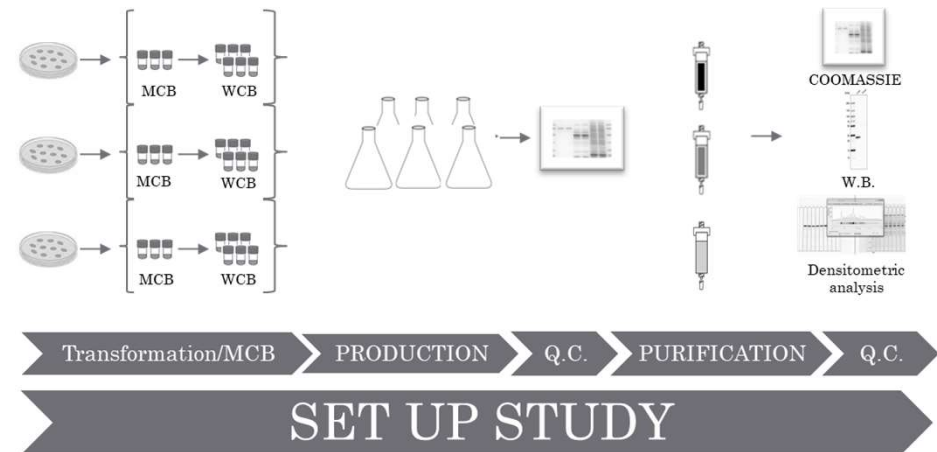 MCB
WCB
COOMASSIE
MCB
WCB
W.B.
MCB
WCB
Densitometric
analysis
Transformation/MCB
PRODUCTION
Q.C.
PURIFICATION
Q.C.
SET UP STUDY